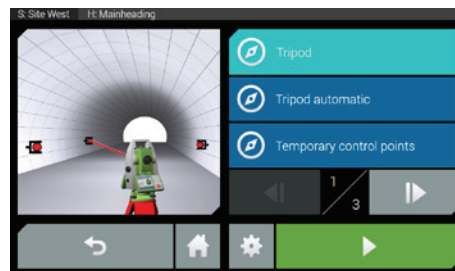 S: Site West H: Mainheading
Tripod
Tripod automatic
Temporary control points
1/3